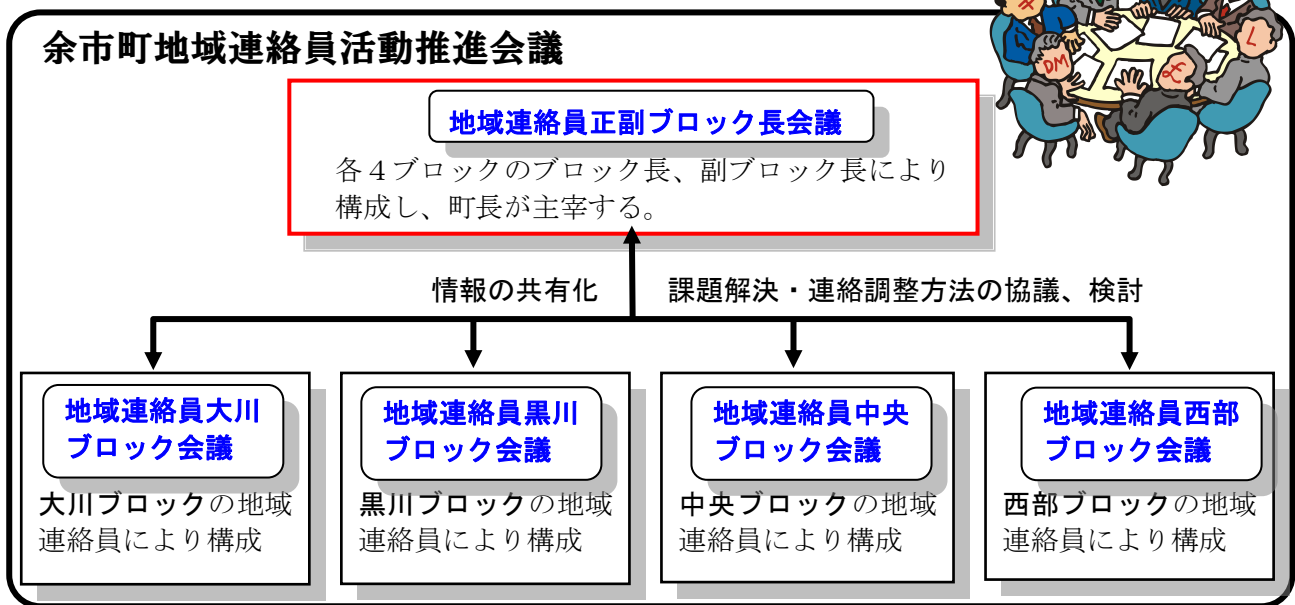 余市町地域連絡員活動推進会議
地域連絡員正副ブロック長会議
各４ブロックのブロック長、副ブロック長により
構成し、町長が主宰する。
情報の共有化
課題解決・連絡調整方法の協議、検討
地域連絡員大川
ブロック会議
大川ブロックの地域
連絡員により構成
地域連絡員黒川
ブロック会議
黒川ブロックの地域
連絡員により構成
地域連絡員中央
ブロック会議
中央ブロックの地域
連絡員により構成
地域連絡員西部
ブロック会議
西部ブロックの地域
連絡員により構成
DM
£
L